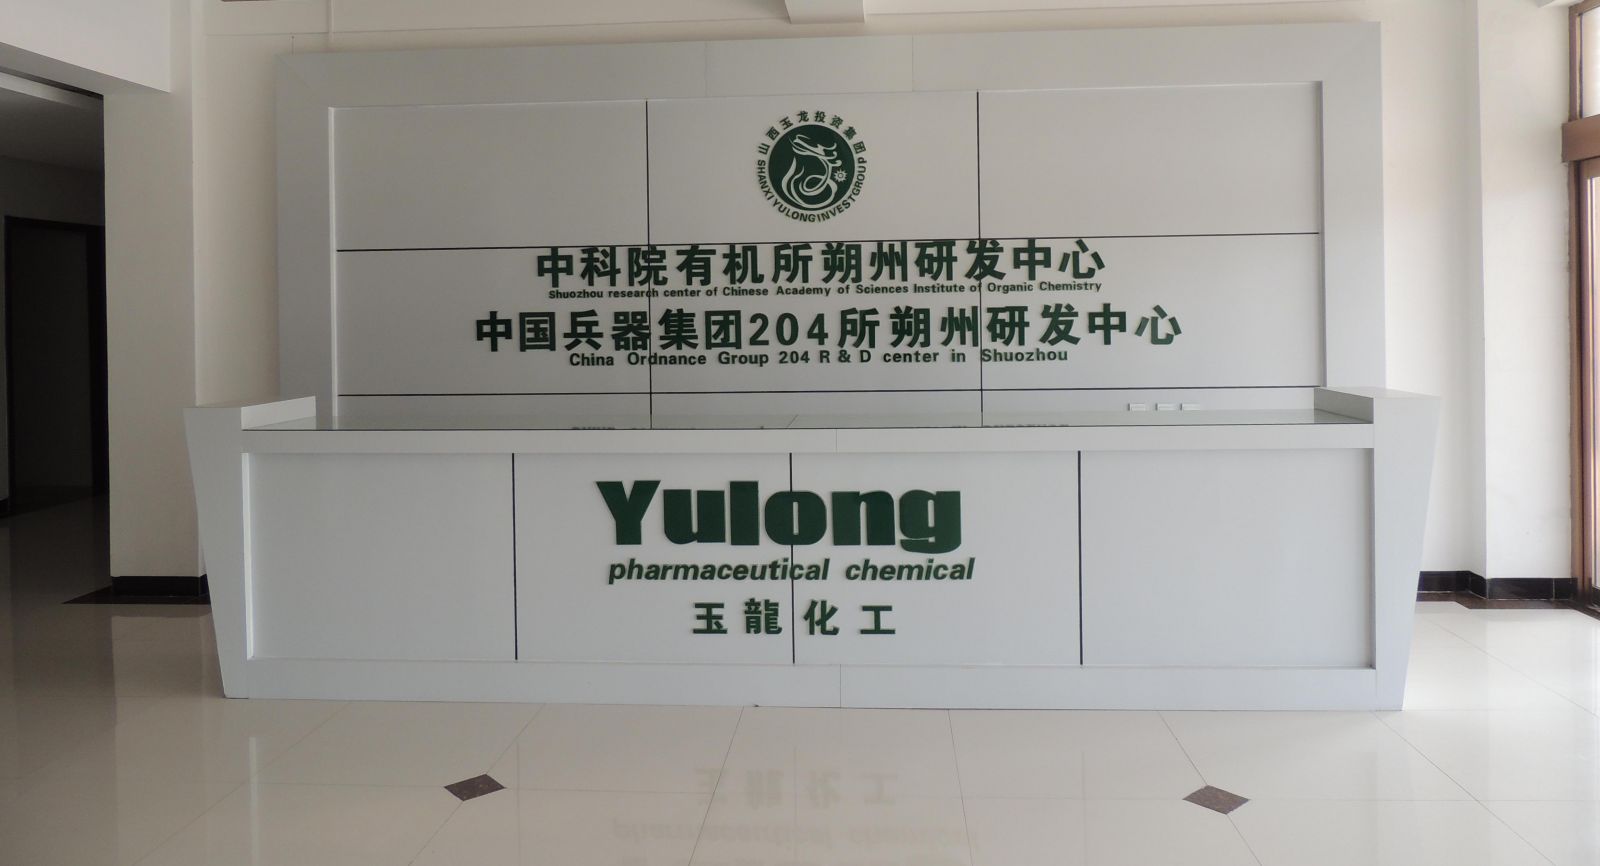 山西玉龙投资集团
SHANXI YULONG INVEST GROUP
中科院有机所朔州研发中心
Shuozhou research center of Chinese Academy of Sciences Institute of Organic Chemistry
中国兵器集团204所朔州研发中心
China Ordnance Group 204 R & D center in Shuozhou
Yulong
pharmaceutical chemical
玉龍化工